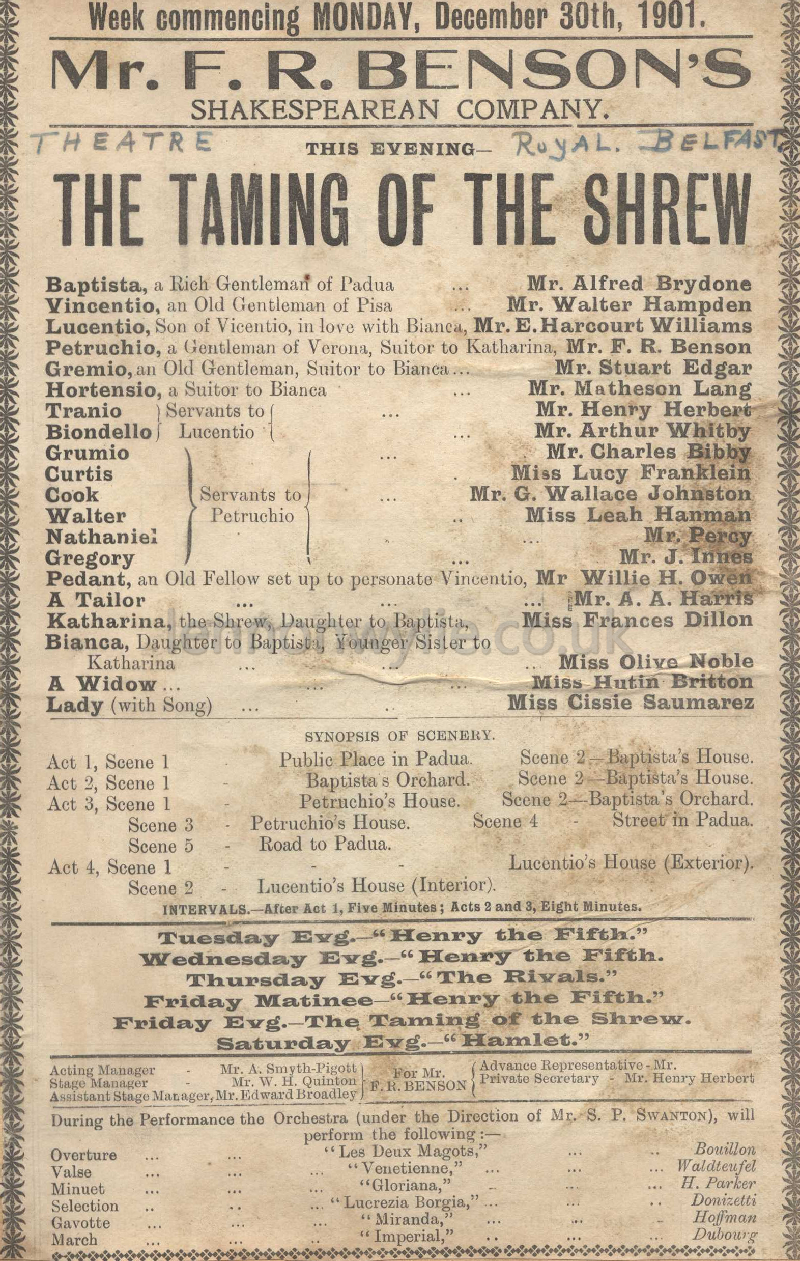 Week commencing MONDAY, December 30th, 1901.
Mr. F. R. BENSON'S
SHAKESPEAREAN COMPANY.
THEATRE ROYAL. BELFAST.
THIS EVENING—
THE TAMING OF THE SHREW
Baptista, a Rich Gentleman of Padua ... Mr. Alfred Brydone
Vincentio, an Old Gentleman of Pisa ... Mr. Walter Hampden
Lucentio, Son of Vicentio, in love with Bianca, Mr. E. Harcourt Williams
Petruchio, a Gentleman of Verona, Suitor to Katharina, Mr. F. R. Benson
Gremio, an Old Gentleman, Suitor to Bianca... Mr. Stuart Edgar
Hortensio, a Suitor to Bianca ... Mr. Matheson Lang
Tranio } Servants to { ... Mr. Henry Herbert
Biondello } Lucentio { ... Mr. Arthur Whitby
Grumio ... Mr. Charles Bibby
Curtis Miss Lucy Franklein
Cook Servants to ... Mr. G. Wallace Johnston
Walter Petruchio .. Miss Leah Hanman
Nathaniel ... Mr. Percy
Gregory ... Mr. J. Innes
Pedant, an Old Fellow set up to personate Vincentio, Mr Willie H. Owen
A Tailor ... ... ... Mr. A. A. Harris
Katharina, the Shrew, Daughter to Baptista, Miss Frances Dillon
Bianca, Daughter to Baptista, Younger Sister to
Katharina ... ... ... .. Miss Olive Noble
A Widow ... ... ... Miss Hutin Britton
Lady (with Song) ... ... Miss Cissie Saumarez
SYNOPSIS OF SCENERY.
Act 1, Scene 1 - Public Place in Padua. Scene 2—Baptista's House.
Act 2, Scene 1 - Baptista s Orchard. Scene 2—Baptista's House.
Act 3, Scene 1 - Petruchio's House. Scene 2—Baptista's Orchard.
Scene 3 - Petruchio's House. Scene 4 - Street in Padua.
Scene 5 - Road to Padua.
Act 4, Scene 1 - - - Lucentio's House (Exterior).
Scene 2 - Lucentio's House (Interior).
INTERVALS.—After Act 1, Five Minutes; Acts 2 and 3, Eight Minutes.
Tuesday Evg.—"Henry the Fifth."
Wednesday Evg.—"Henry the Fifth.
Thursday Evg.—"The Rivals."
Friday Matinee—"Henry the Fifth."
Friday Evg.—The Taming of the Shrew.
Saturday Evg.—"Hamlet."
Acting Manager - Mr. A. Smyth-Pigott } For Mr. { Advance Representative - Mr.
Stage Manager - Mr. W. H. Quinton } F. R. BENSON { Private Secretary - Mr. Henry Herbert
Assistant Stage Manager, Mr. Edward Broadley
During the Performance the Orchestra (under the Direction of Mr. S. P. SWANTON), will
perform the following:—
Overture ... ... "Les Deux Magots," ... .. Bouillon
Valse ... ... ... "Venetienne," ... ... ... Waldteufel
Minuet ... ... ... "Gloriana," - ... ... H. Parker
Selection .. ... "Lucrezia Borgia," ... ... .. Donizetti
Gavotte ... ... ... "Miranda," ... ... ... Hoffman
March ... ... ... "Imperial," .. .. ... Dubourg